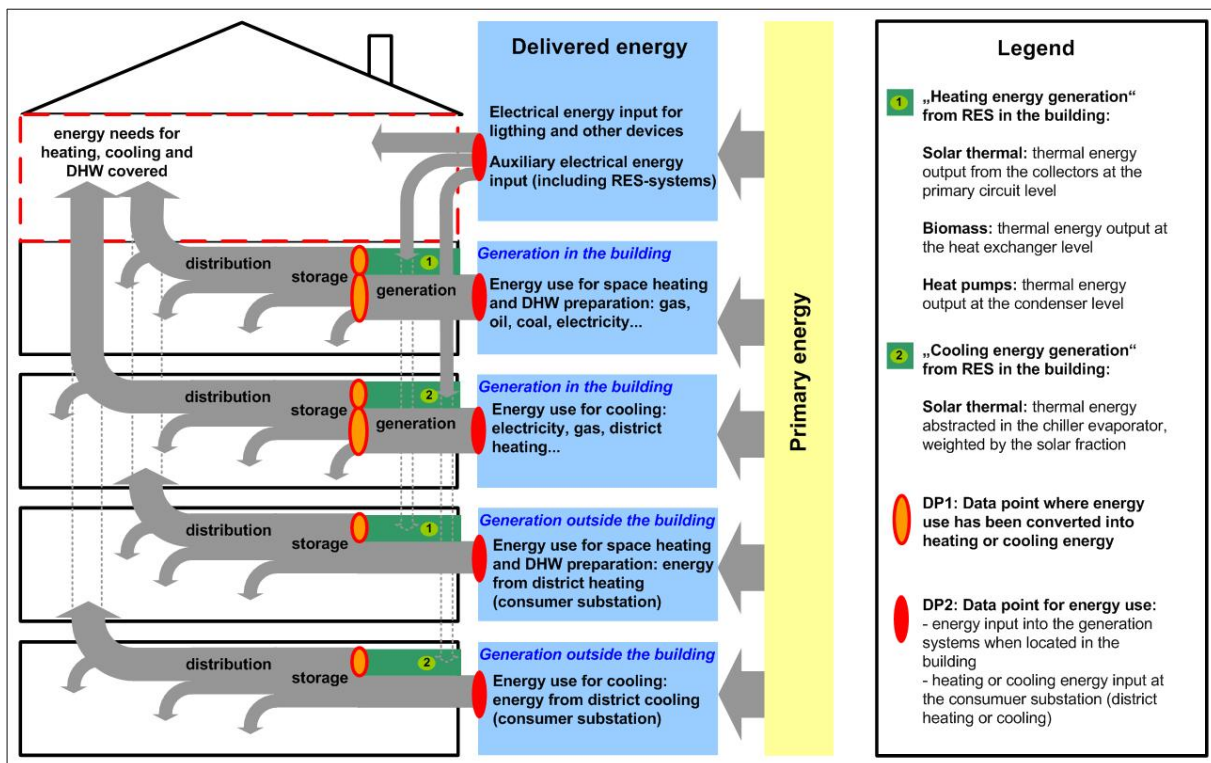 Delivered energy
Electrical energy input for
ligthing and other devices
Auxiliary electrical energy
input (including RES-systems)
energy needs for
heating, cooling and
DHW covered
distribution
storage
generation
1
Generation in the building
Energy use for space heating
and DHW preparation: gas,
oil, coal, electricity...
distribution
storage
generation
2
Generation in the building
Energy use for cooling:
electricity, gas, district
heating...
distribution
storage
1
Generation outside the building
Energy use for space heating
and DHW preparation: energy
from district heating
(consumer substation)
distribution
storage
2
Generation outside the building
Energy use for cooling:
energy from district cooling
(consumer substation)
Primary energy
Legend
1
„Heating energy generation“
from RES in the building:
Solar thermal: thermal energy
output from the collectors at the
primary circuit level
Biomass: thermal energy output at
the heat exchanger level
Heat pumps: thermal energy
output at the condenser level
2
„Cooling energy generation“
from RES in the building:
Solar thermal: thermal energy
abstracted in the chiller evaporator,
weighted by the solar fraction
DP1: Data point where energy
use has been converted into
heating or cooling energy
DP2: Data point for energy use:
- energy input into the generation
systems when located in the
building
- heating or cooling energy input at
the consumuer substation (district
heating or cooling)